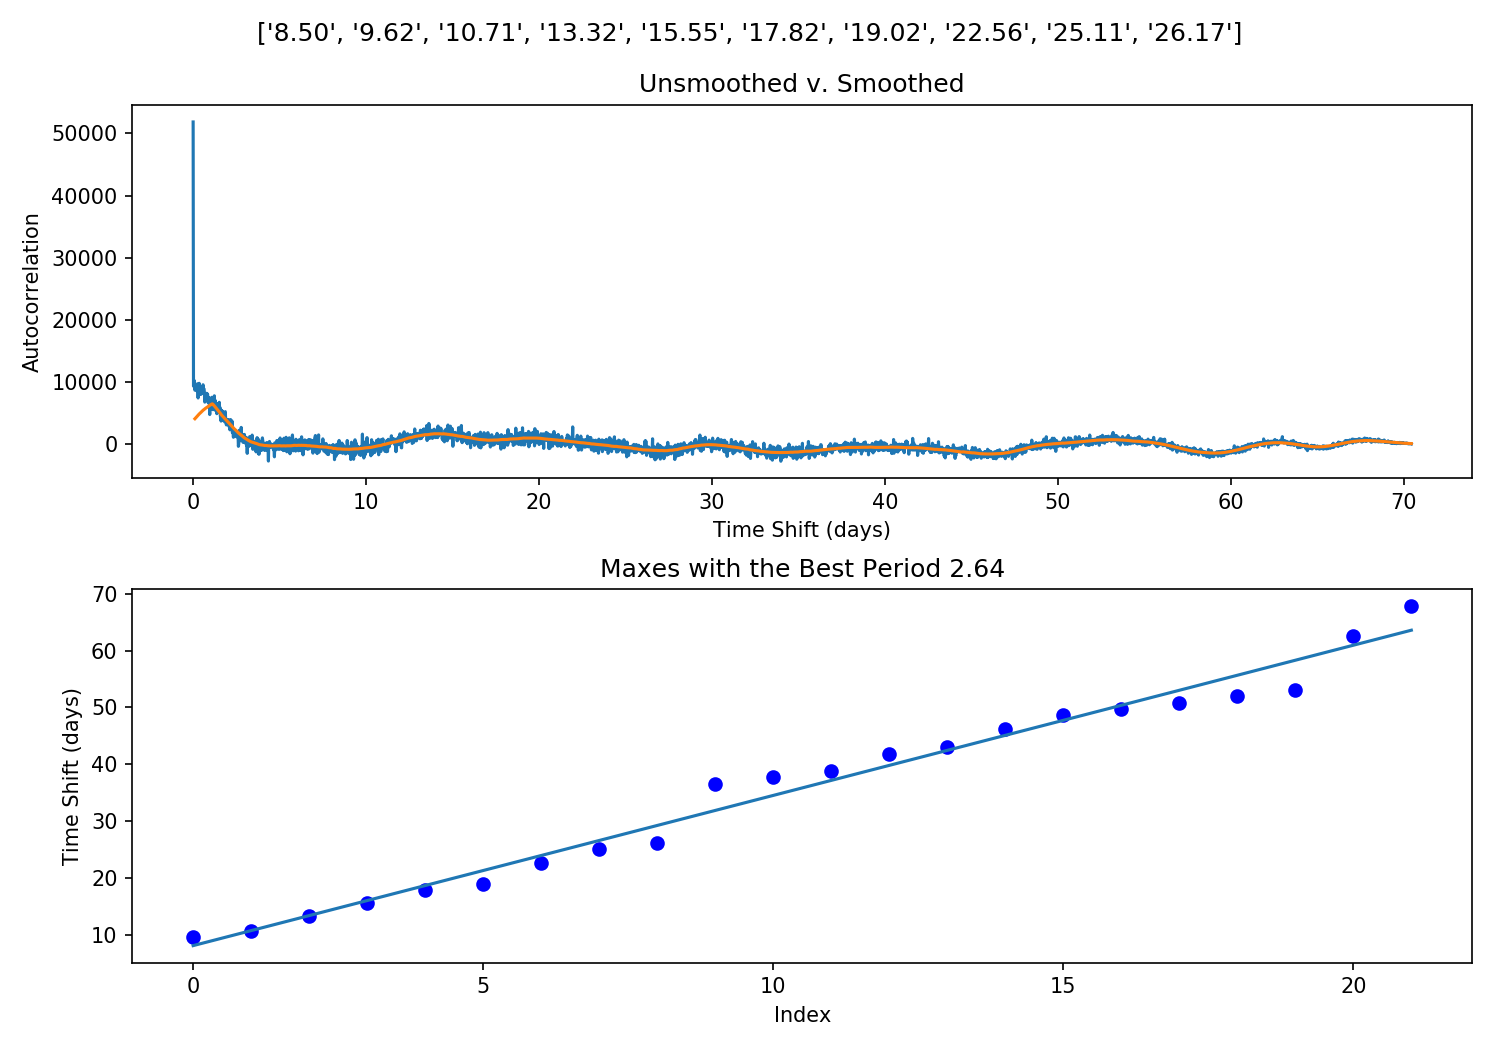 ['8.50', '9.62', '10.71', '13.32', '15.55', '17.82', '19.02', '22.56', '25.11', '26.17']
Unsmoothed v. Smoothed
50000
40000
30000
20000
10000
0
Autocorrelation
0 10 20 30 40 50 60 70
Time Shift (days)
Maxes with the Best Period 2.64
70
60
50
40
30
20
10
Time Shift (days)
0 5 10 15 20
Index